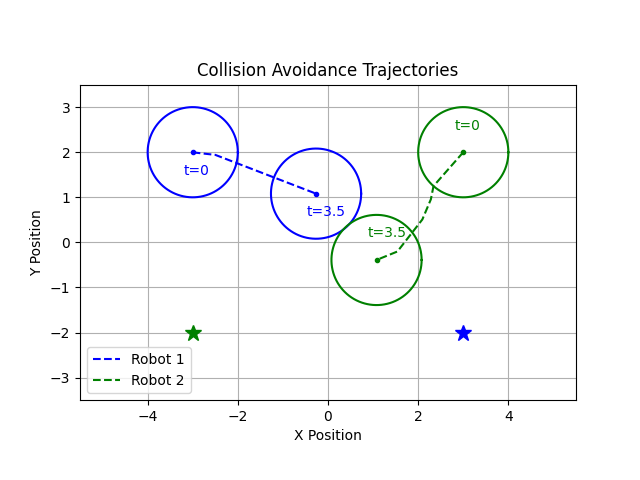 Collision Avoidance Trajectories
3
2
1
0
−1
−2
−3
Y Position
t=0
t=3.5
t=0
t=3.5
Robot 1
Robot 2
−4
−2
0
2
4
X Position